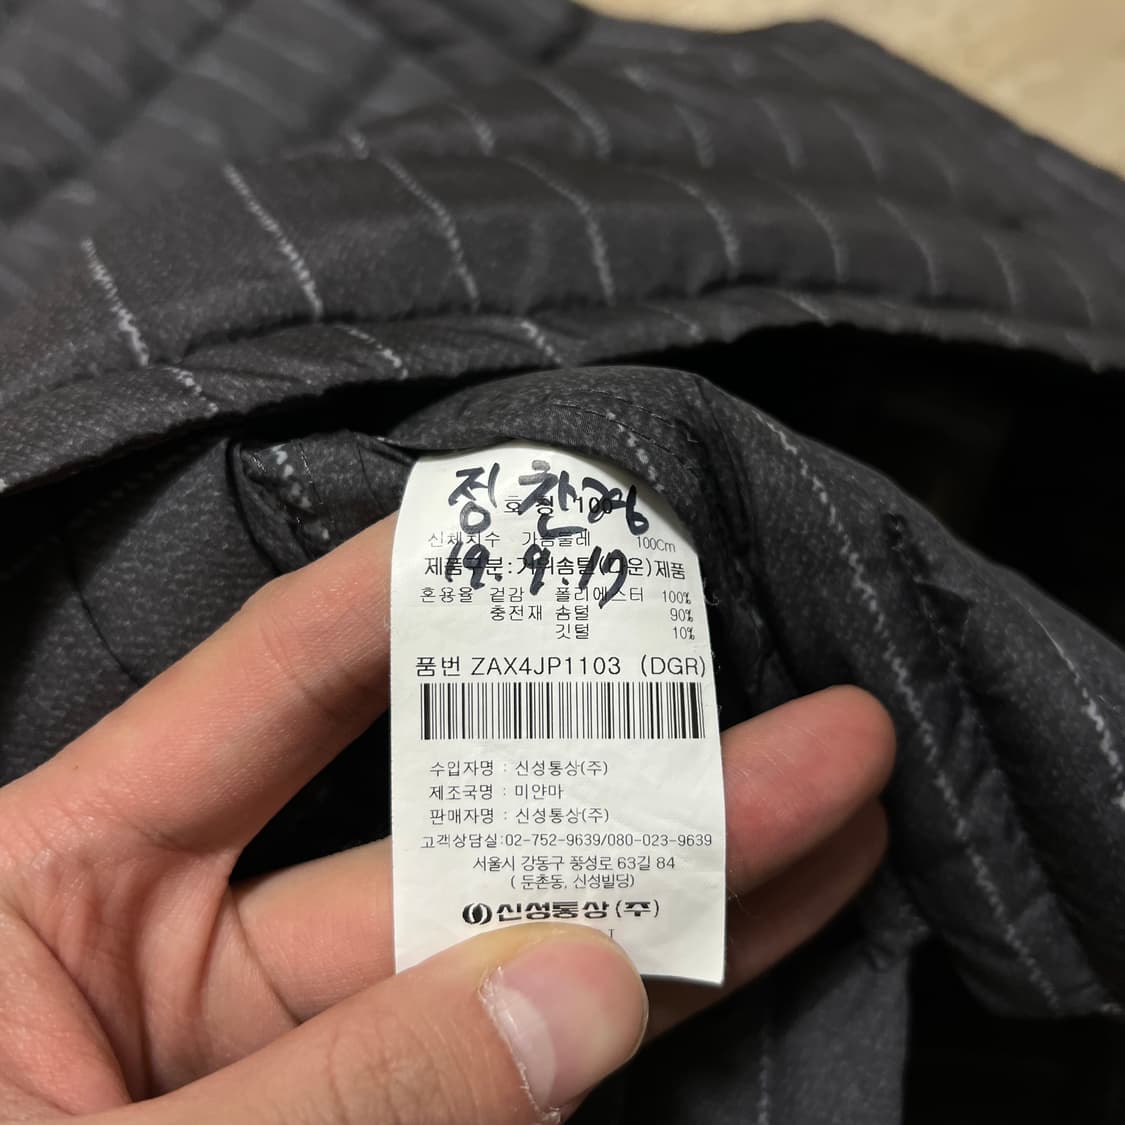 정찬영
호칭 100
19.9.17
신체치수 가슴둘레 100Cm
제품구분:거위솜털(다운)제품
혼용율 겉감 폴리에스터 100%
충전재 솜털 90%
깃털 10%
품번 ZAX4JP1103 (DGR)
수입자명 : 신성통상(주)
제조국명 : 미얀마
판매자명 : 신성통상(주)
고객상담실:02-752-9639/080-023-9639
서울시 강동구 풍성로 63길 84
( 둔촌동, 신성빌딩)
신성통상(주)